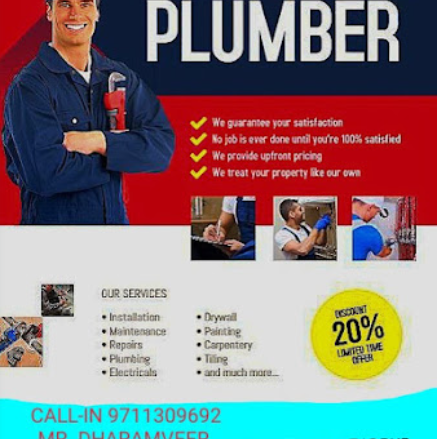 PLUMBER
We guarantee your satisfaction
No job is ever done until you're 100% satisfied
We provide upfront pricing
We treat your property like our own
OUR SERVICES
• Installation
• Maintenance
• Repairs
• Plumbing
• Electricals
• Drywall
• Painting
• Carpentery
• Tiling
• and much more...
DISCOUNT
20%
LIMITED TIME
OFFER
CALL-IN 9711309692
MR. DHARAMVEER